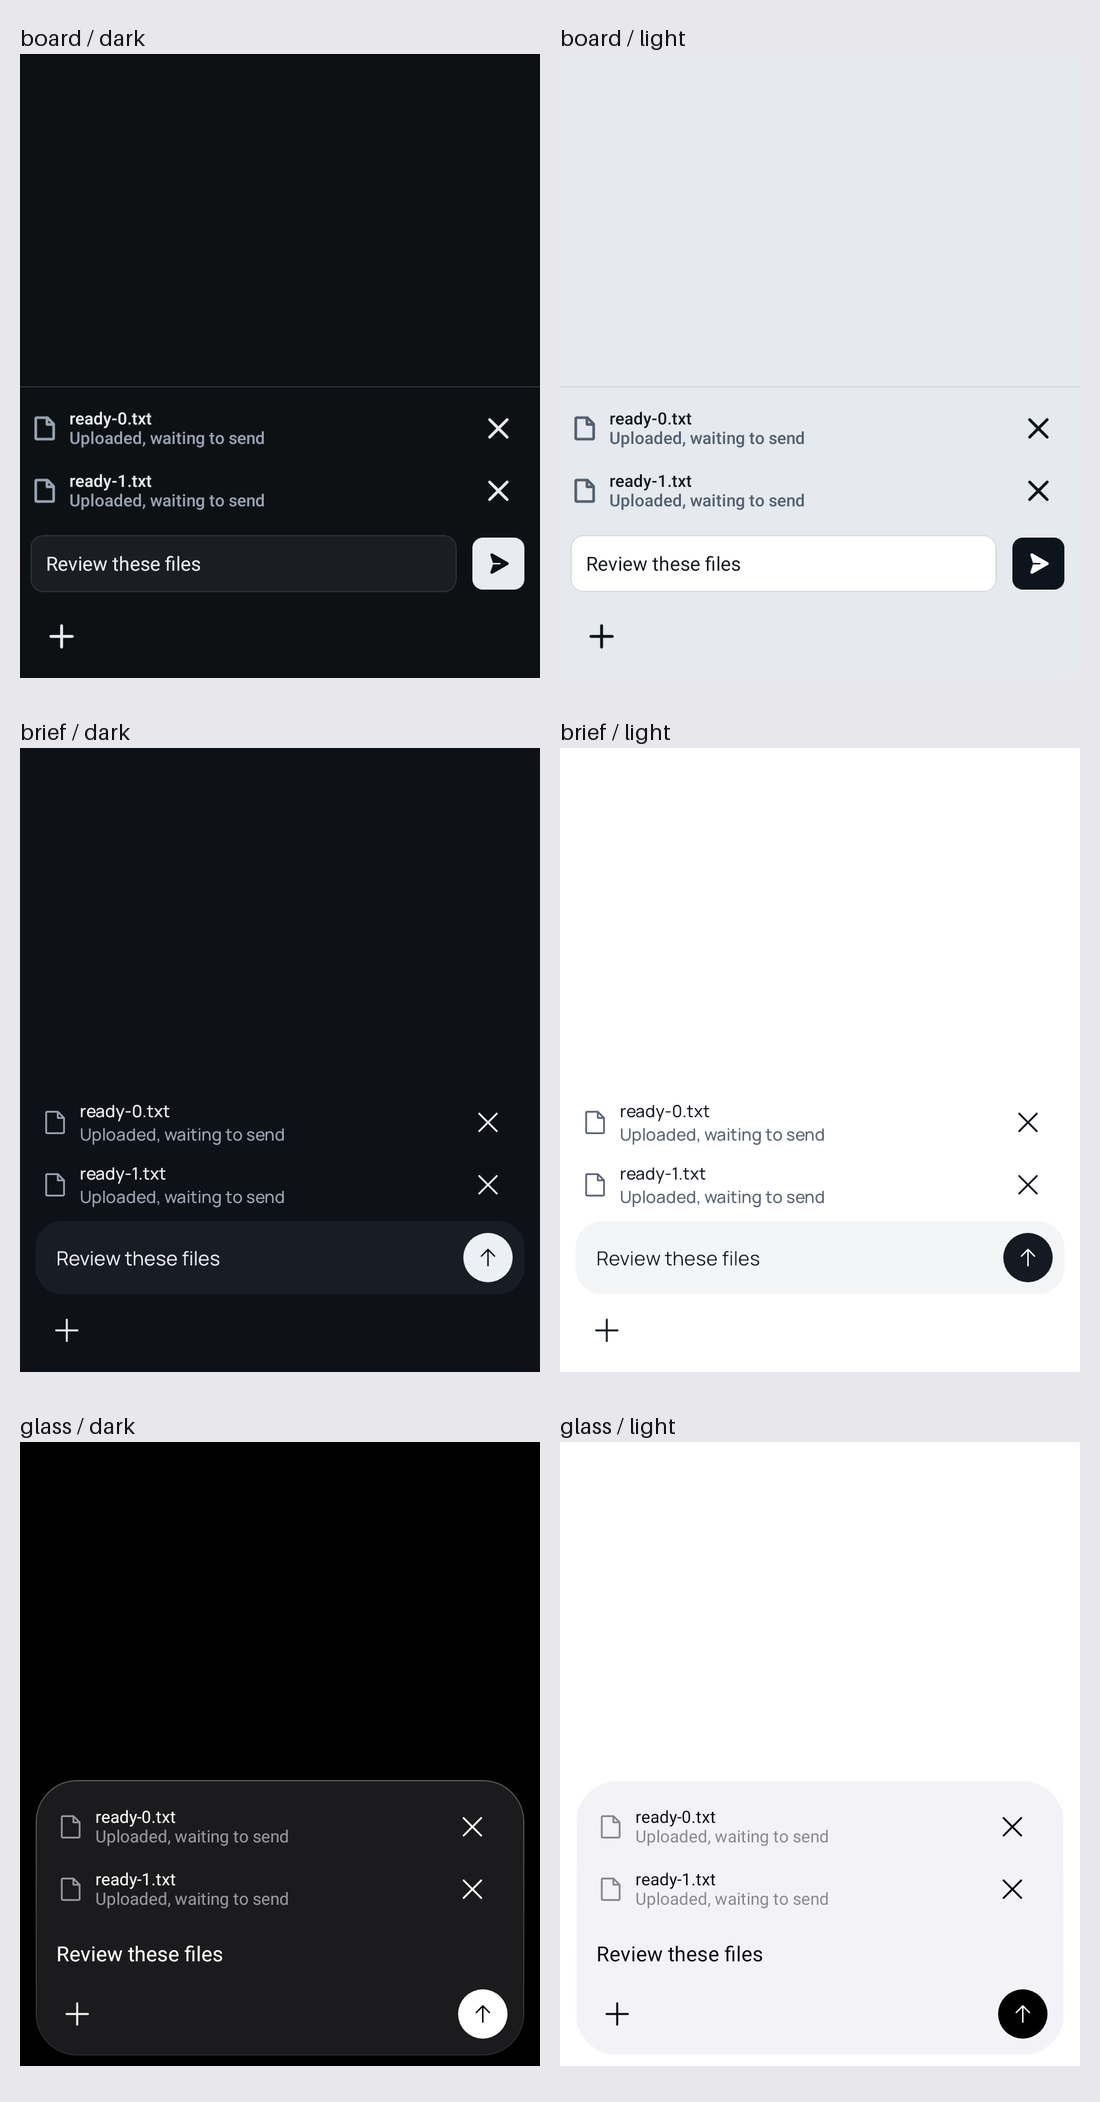 board / dark
ready-0.txt
Uploaded, waiting to send
ready-1.txt
Uploaded, waiting to send
Review these files
board / light
ready-0.txt
Uploaded, waiting to send
ready-1.txt
Uploaded, waiting to send
Review these files
brief / dark
ready-0.txt
Uploaded, waiting to send
ready-1.txt
Uploaded, waiting to send
Review these files
brief / light
ready-0.txt
Uploaded, waiting to send
ready-1.txt
Uploaded, waiting to send
Review these files
glass / dark
ready-0.txt
Uploaded, waiting to send
ready-1.txt
Uploaded, waiting to send
Review these files
glass / light
ready-0.txt
Uploaded, waiting to send
ready-1.txt
Uploaded, waiting to send
Review these files